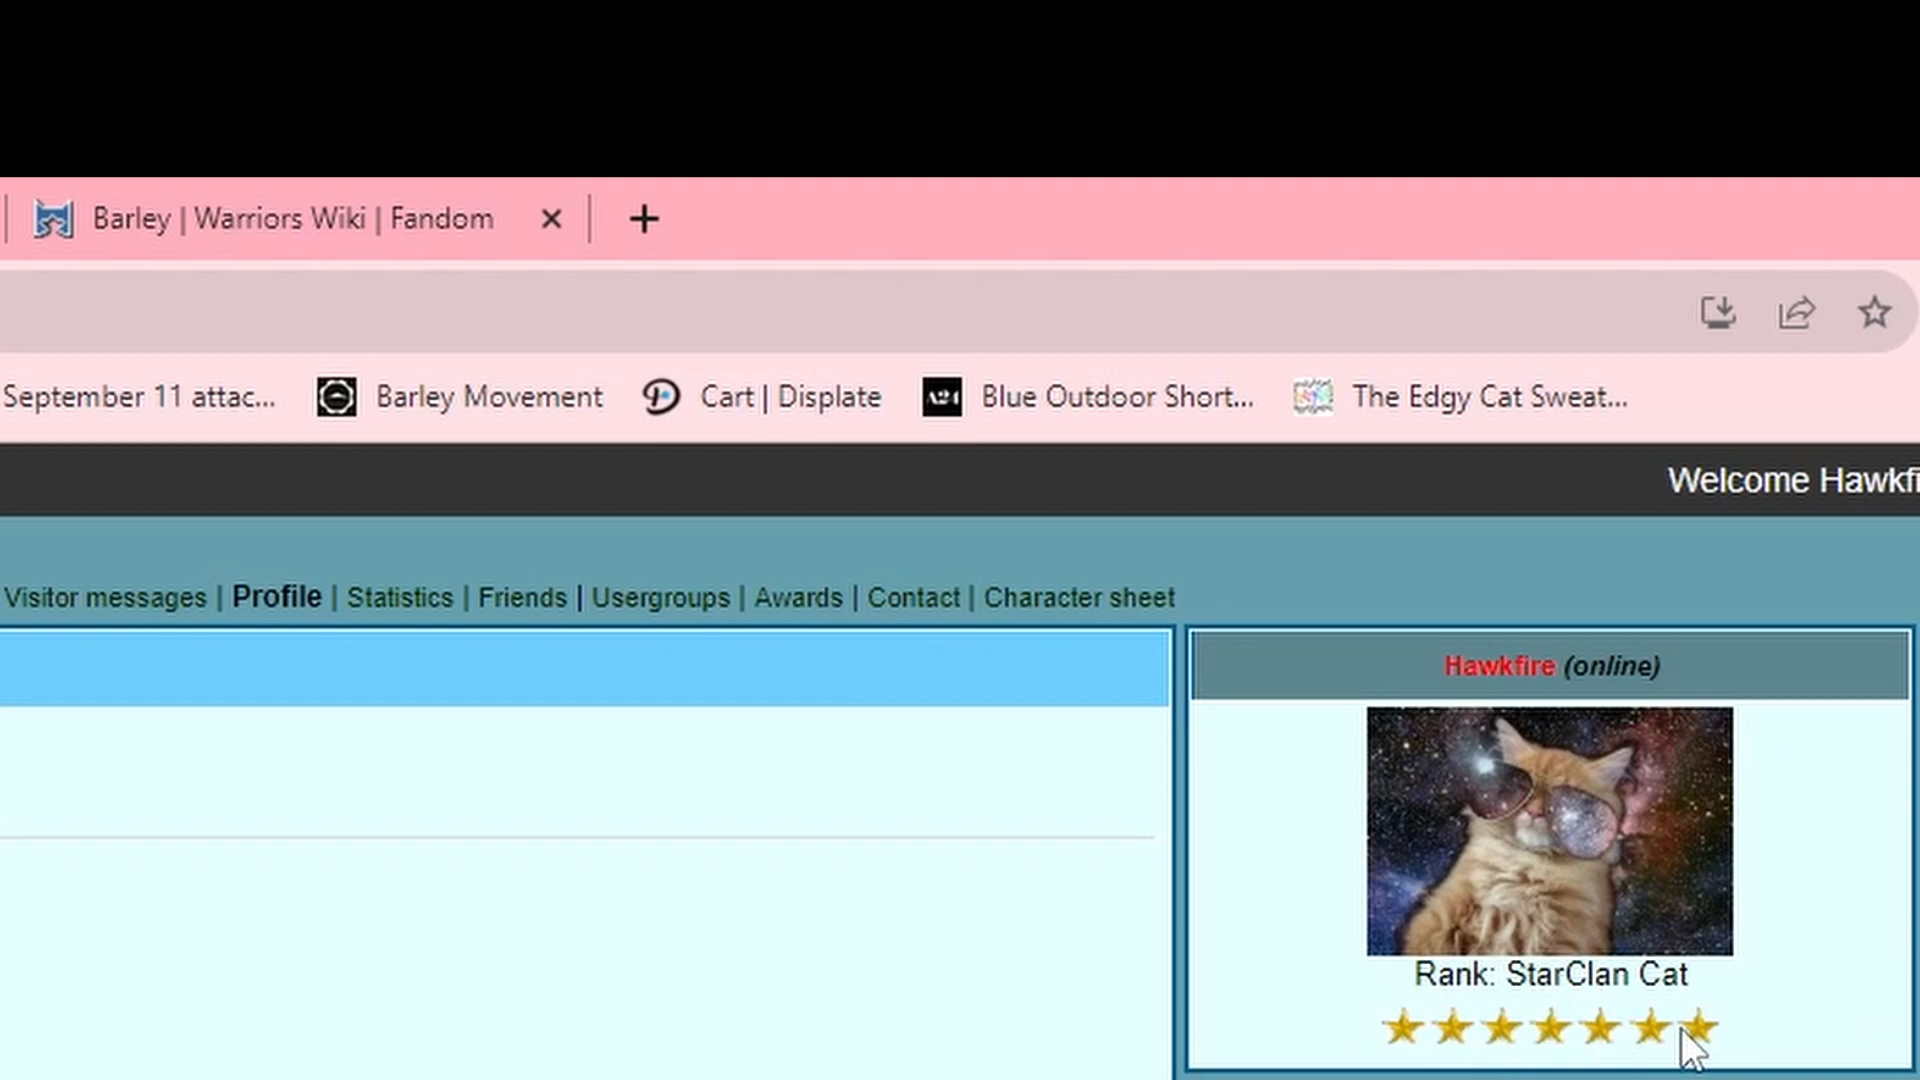 Barley | Warriors Wiki | Fandom
September 11 attac... Barley Movement Cart | Displate A24 Blue Outdoor Short... The Edgy Cat Sweat...
Welcome Hawkfi
Visitor messages | Profile | Statistics | Friends | Usergroups | Awards | Contact | Character sheet
Hawkfire (online)
Rank: StarClan Cat